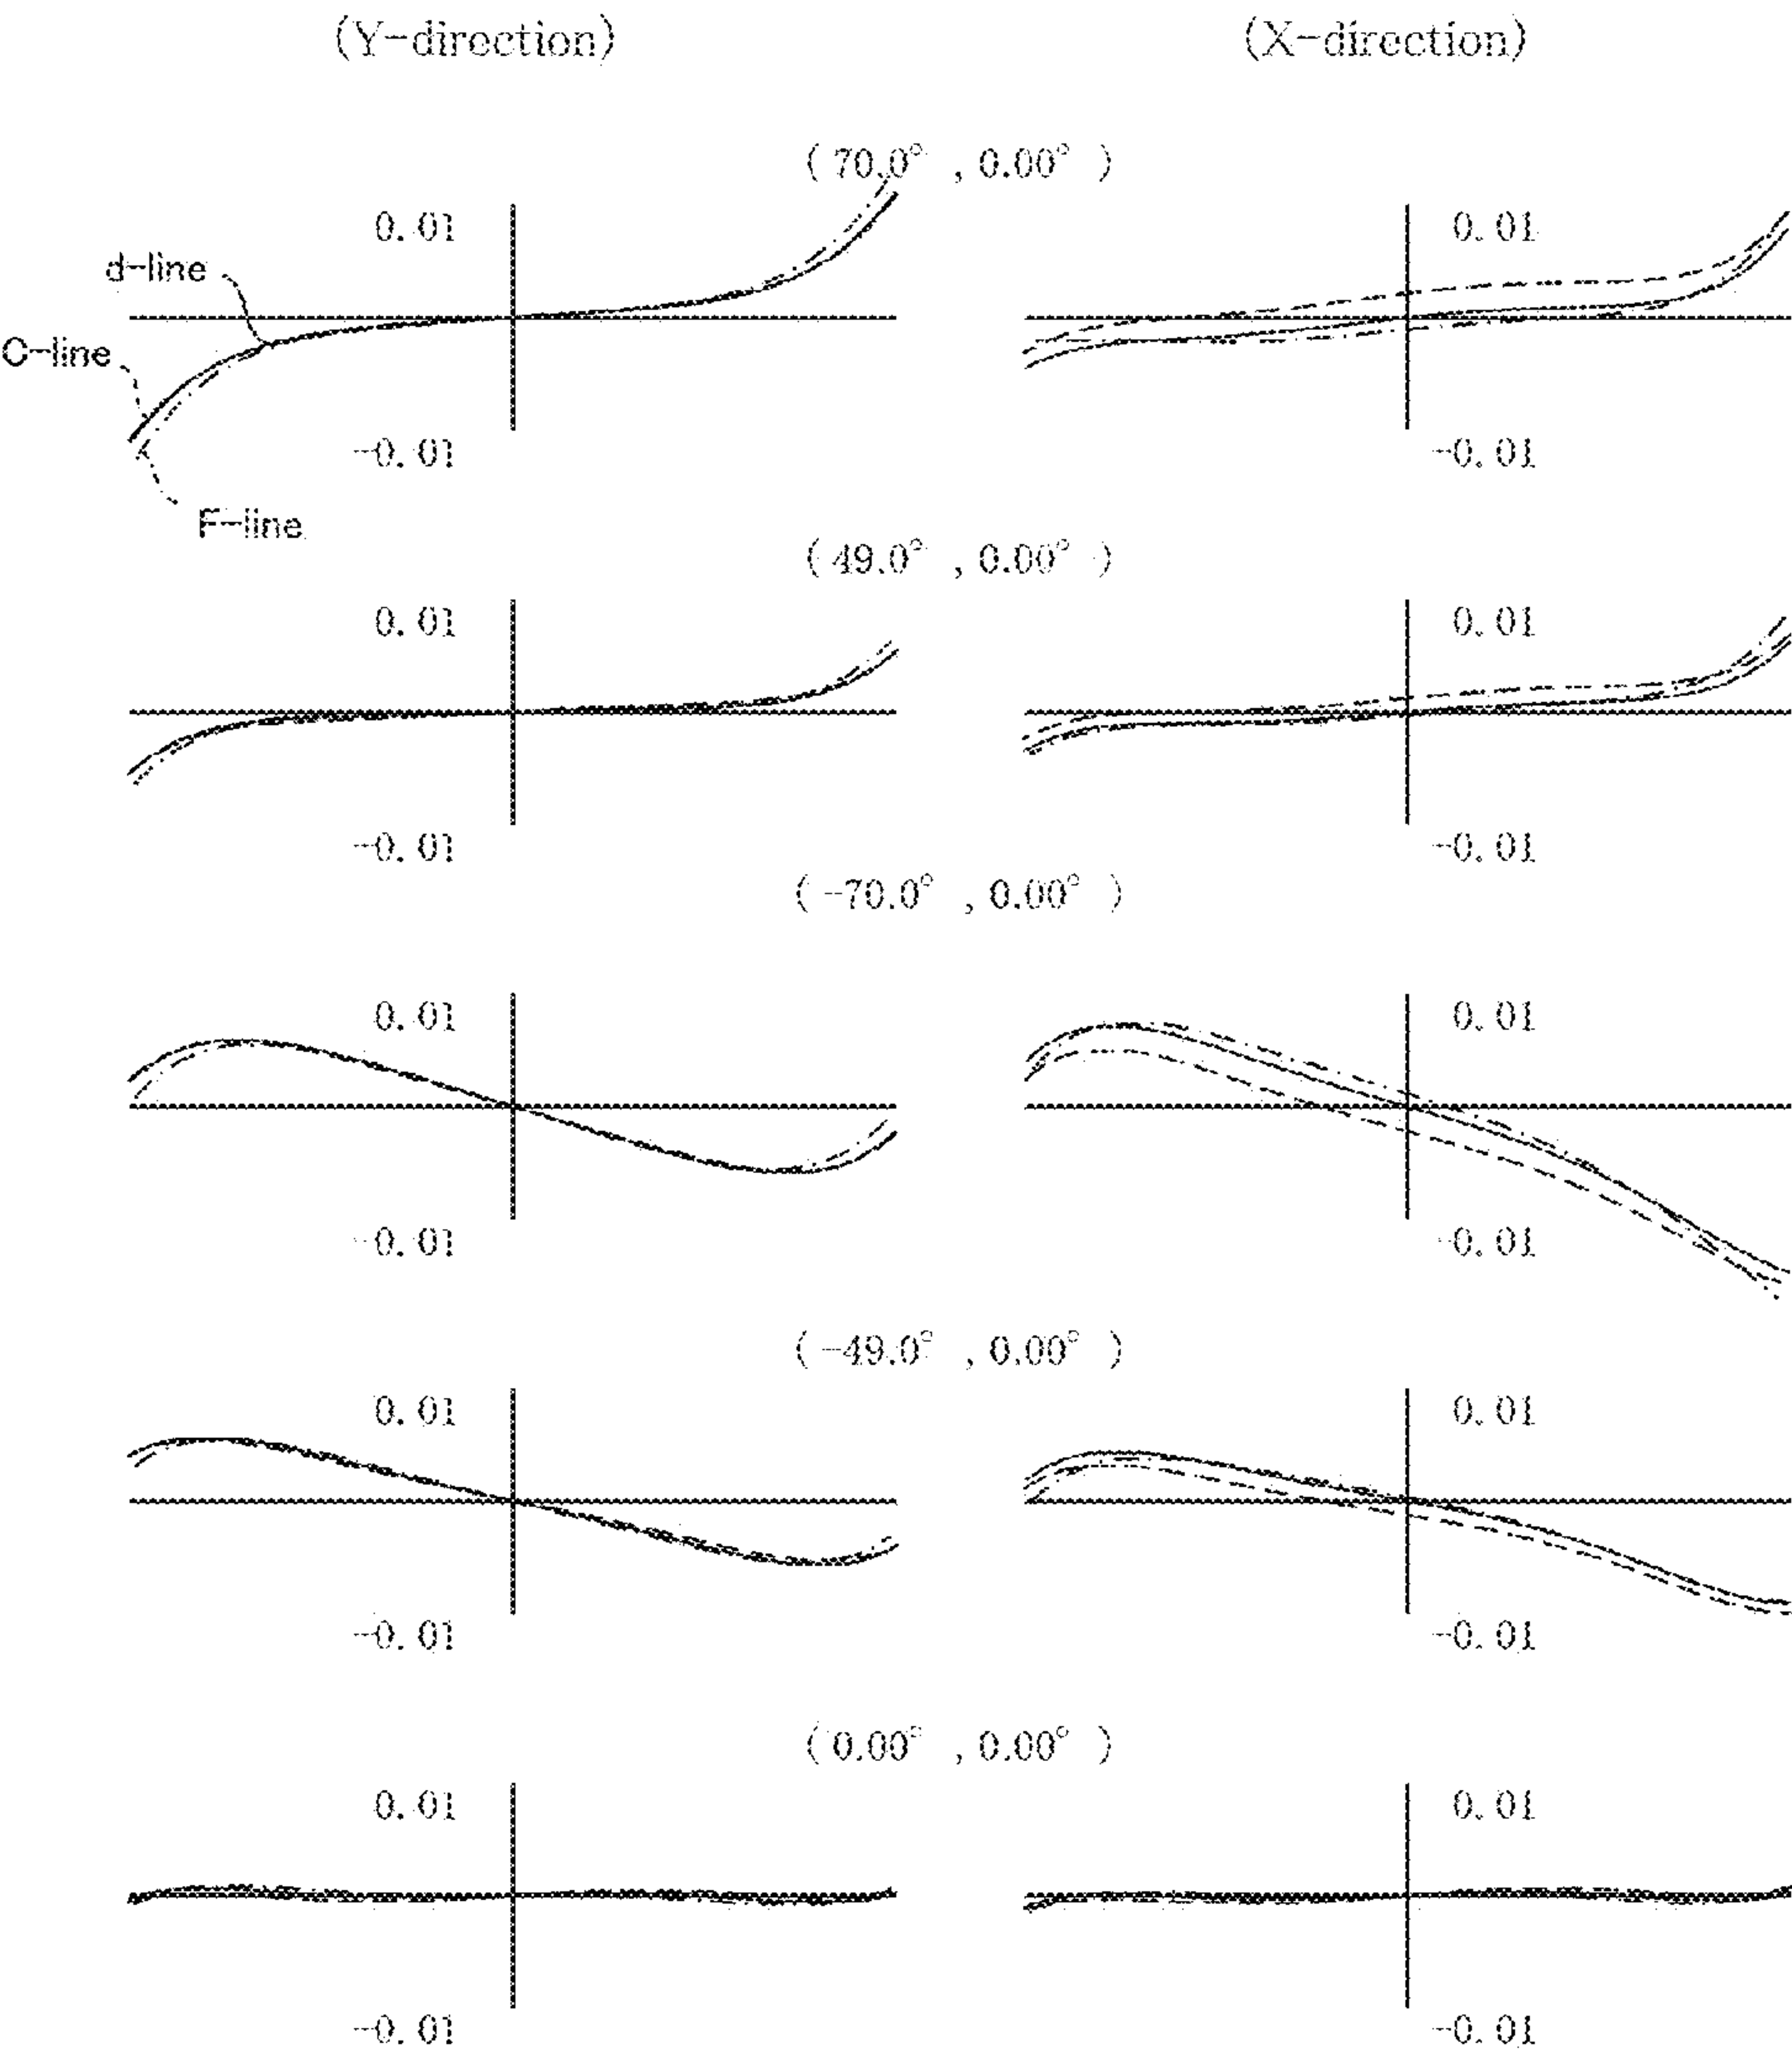 (Y-direction) (X-direction)
(70.0° , 0.00° )
0.01 0.01
d-line
C-line
-0.01 -0.01
F-line
(49.0° , 0.00° )
0.01 0.01
-0.01 -0.01
(-70.0° , 0.00° )
0.01 0.01
-0.01 -0.01
(-49.0° , 0.00° )
0.01 0.01
-0.01 -0.01
(0.00° , 0.00° )
0.01 0.01
-0.01 -0.01